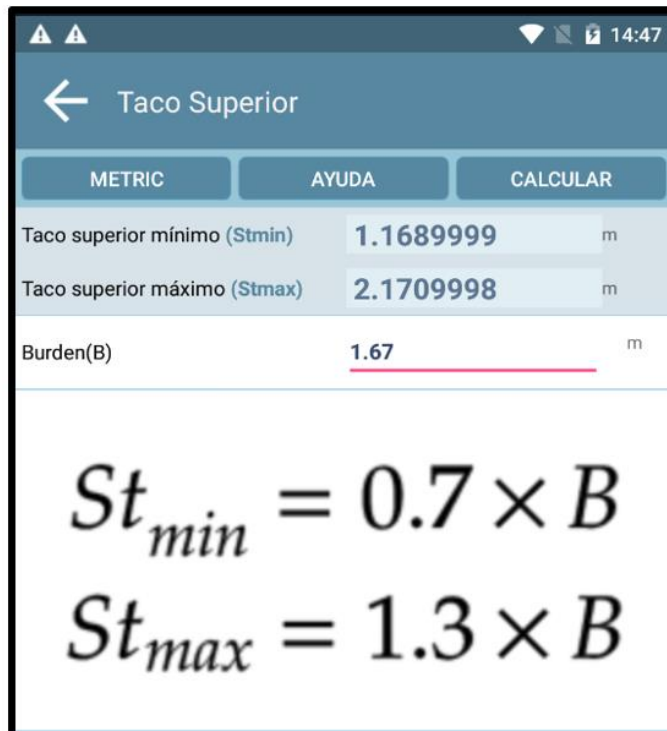 14:47
Taco Superior
METRIC AYUDA CALCULAR
Taco superior mínimo (Stmin) 1.1689999 m
Taco superior máximo (Stmax) 2.1709998 m
Burden(B) 1.67 m
St_min = 0.7 × B
St_max = 1.3 × B